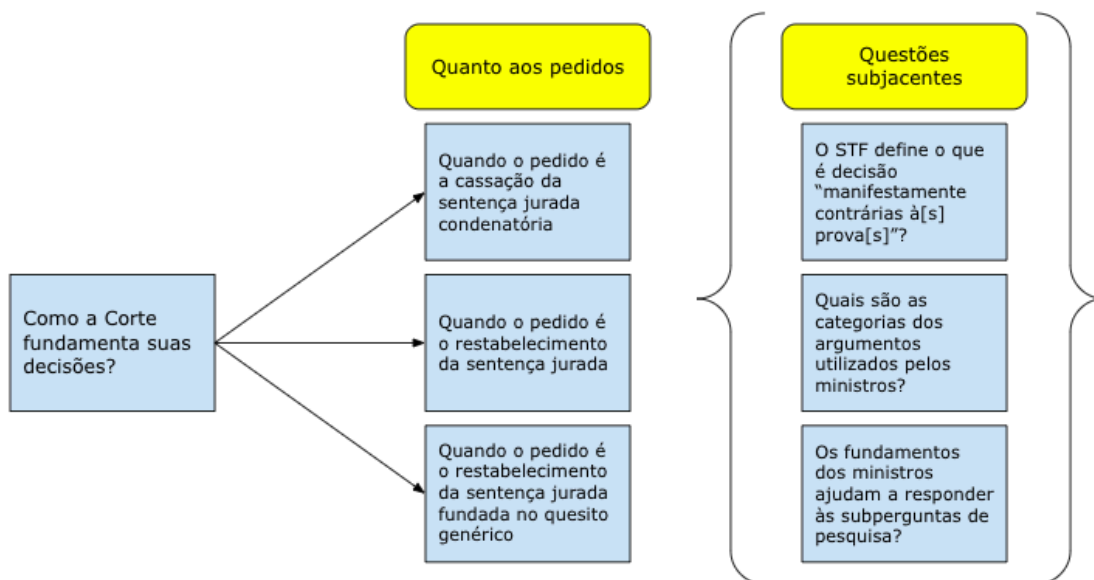 Quanto aos pedidos
Questões
subjacentes
Como a Corte
fundamenta suas
decisões?
Quando o pedido é
a cassação da
sentença jurada
condenatória
Quando o pedido é
o restabelecimento
da sentença jurada
Quando o pedido é
o restabelecimento
da sentença jurada
fundada no quesito
genérico
O STF define o que
é decisão
“manifestamente
contrárias à[s]
prova[s]”?
Quais são as
categorias dos
argumentos
utilizados pelos
ministros?
Os fundamentos
dos ministros
ajudam a responder
às subperguntas de
pesquisa?